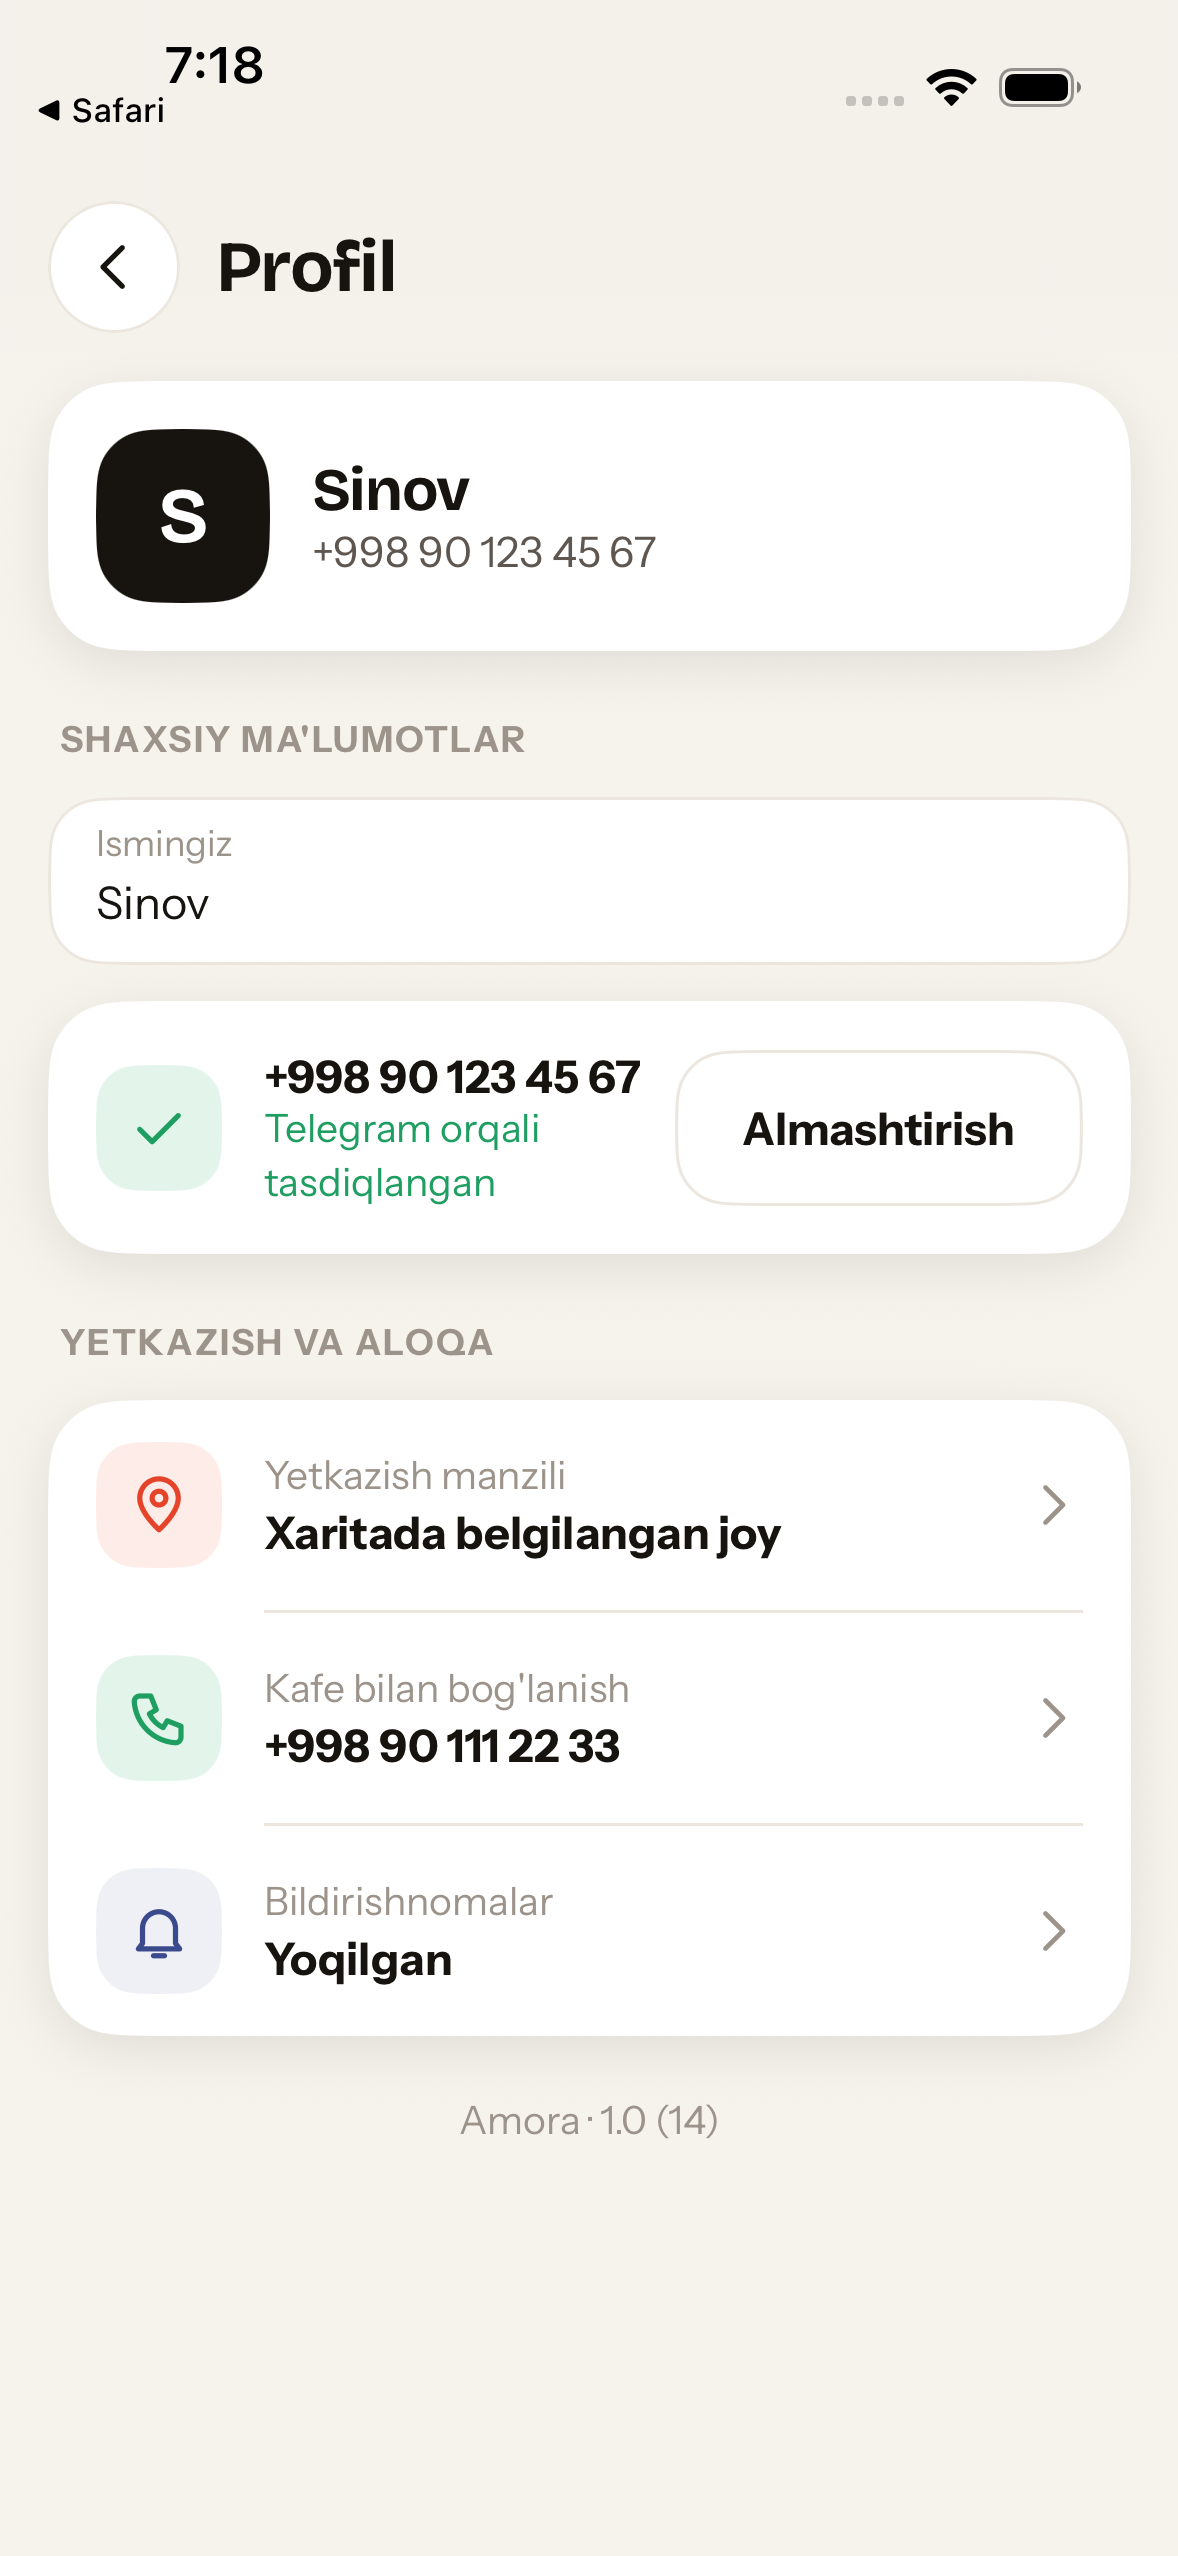 7:18
Safari
Profil
S
Sinov
+998 90 123 45 67
SHAXSIY MA'LUMOTLAR
Ismingiz
Sinov
+998 90 123 45 67
Telegram orqali
tasdiqlangan
Almashtirish
YETKAZISH VA ALOQA
Yetkazish manzili
Xaritada belgilangan joy
Kafe bilan bog'lanish
+998 90 111 22 33
Bildirishnomalar
Yoqilgan
Amora · 1.0 (14)